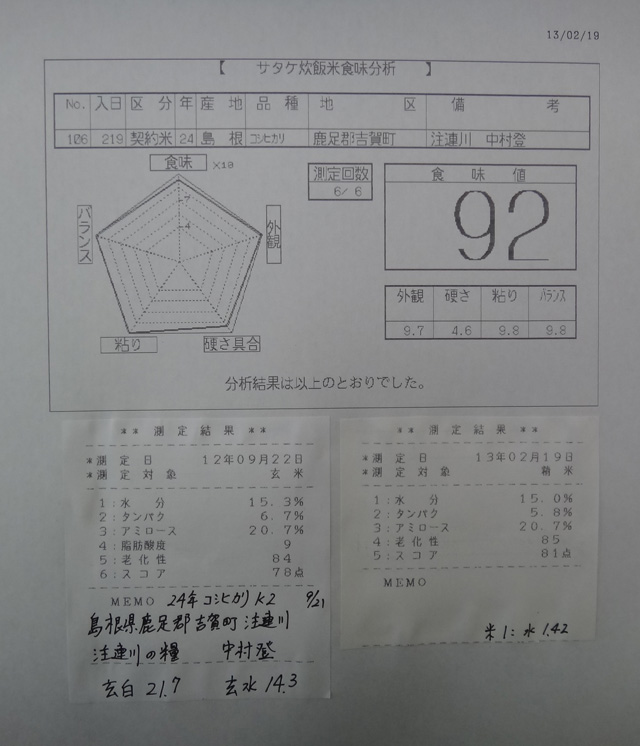 13/02/19
【 サタケ炊飯米食味分析 】
No. 入日 区分 年 産地 品種 地区 備考
106 219 契約米 24 島根 コシヒカリ 鹿足郡吉賀町 注連川 中村登
食味 ×19
7
4
バランス
外観
粘り
硬さ具合
測定回数
6/ 6
食味値
92
外観 硬さ 粘り バランス
9.7 4.6 9.8 9.8
分析結果は以上のとおりでした。
** 測定結果 **
*測定日 12年09月22日
*測定対象 玄米
1:水分 15.3%
2:タンパク 6.7%
3:アミロース 20.7%
4:脂肪酸度 9
5:老化性 84
6:スコア 78点
MEMO 24年 コシヒカリ K2 9/21
島根県鹿足郡吉賀町注連川
注連川の糧 中村登
玄白 21.7 玄水 14.3
** 測定結果 **
*測定日 13年02月19日
*測定対象 精米
1:水分 15.0%
2:タンパク 5.8%
3:アミロース 20.7%
4:老化性 85
5:スコア 81点
MEMO
米1:水1.42